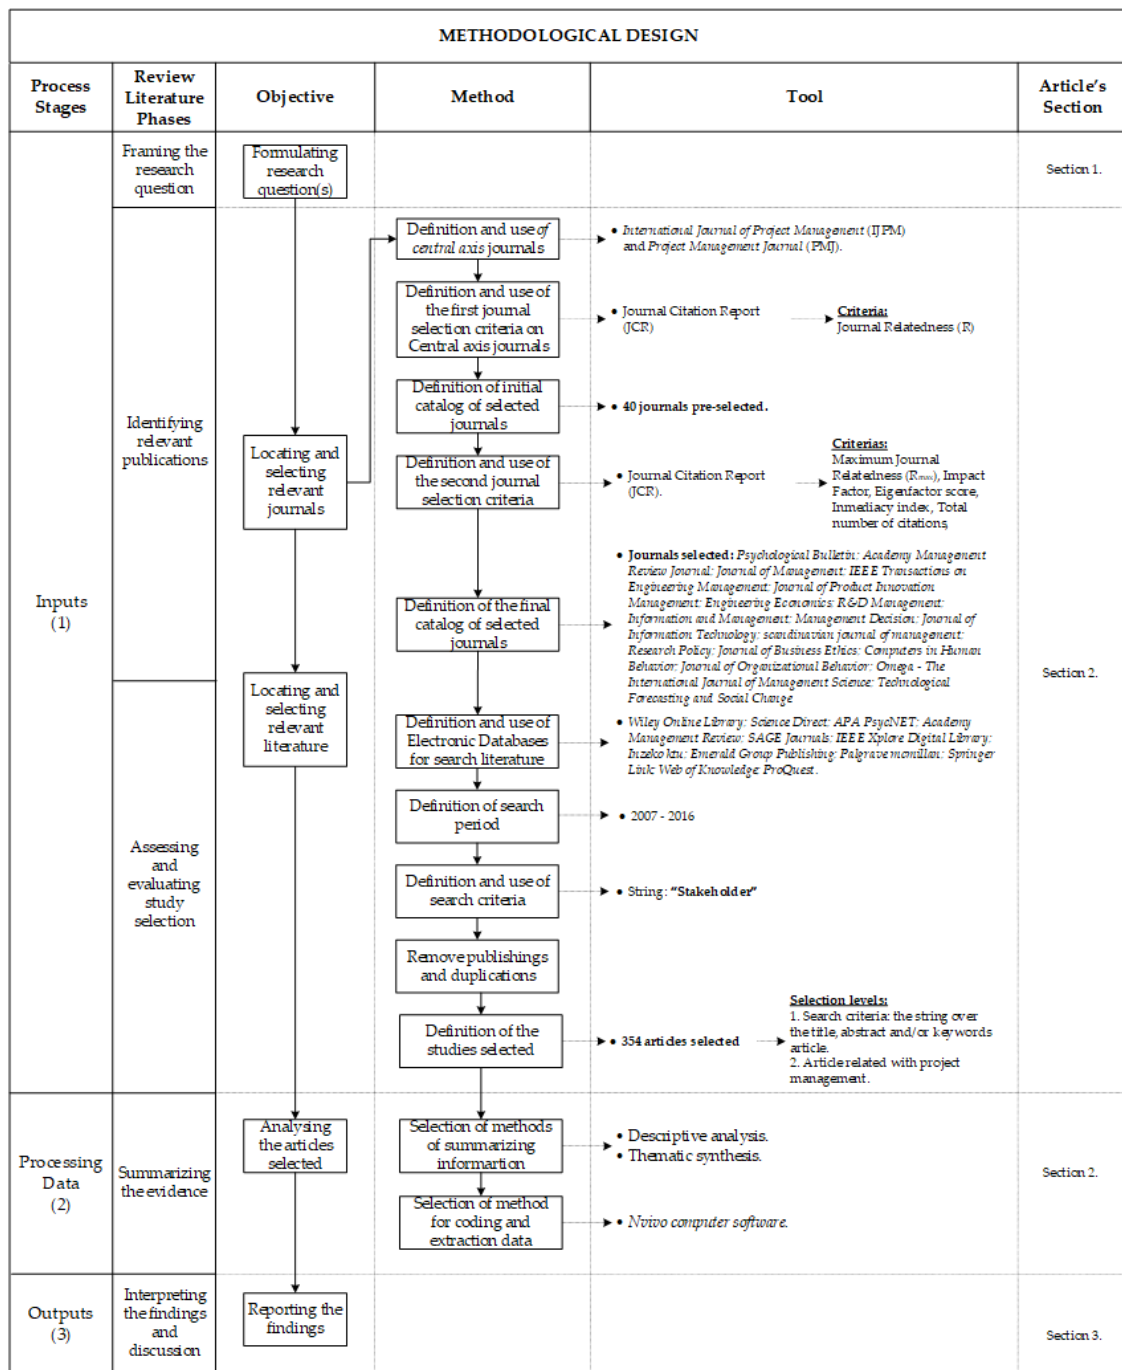 METHODOLOGICAL DESIGN
Process
Stages
Review
Literature
Phases
Objective
Method
Tool
Article's
Section
Framing the
research
question
Formulating
research
question(s)
Section 1.
Inputs
(1)
Identifying
relevant
publications
Locating and
selecting
relevant
journals
Definition and use of
central axis journals
• International Journal of Project Management (IJPM)
and Project Management Journal (PMJ).
Definition and use of
the first journal
selection criteria on
Central axis journals
• Journal Citation Report
(JCR)
Criteria:
Journal Relatedness (R)
Definition of initial
catalog of selected
journals
• 40 journals pre-selected.
Definition and use of
the second journal
selection criteria
• Journal Citation Report
(JCR).
Criterias:
Maximum Journal
Relatedness (Rmax), Impact
Factor, Eigenfactor score,
Inmediacy index, Total
number of citations,
Definition of the final
catalog of selected
journals
• Journals selected: Psychological Bulletin; Academy Management
Review Journal; Journal of Management; IEEE Transactions on
Engineering Management; Journal of Product Innovation
Management; Engineering Economics; R&D Management;
Information and Management; Management Decision; Journal of
Information Technology; scandinavian journal of management;
Research Policy; Journal of Business Ethics; Computers in Human
Behavior; Journal of Organizational Behavior; Omega - The
International Journal of Management Science; Technological
Forecasting and Social Change
Section 2.
Assessing
and
evaluating
study
selection
Locating and
selecting
relevant
literature
Definition and use of
Electronic Databases
for search literature
• Wiley Online Library; Science Direct; APA PsycNET; Academy
Management Review; SAGE Journals; IEEE Xplore Digital Library;
Inzeko ktu; Emerald Group Publishing; Palgrave mcmillan; Springer
Link; Web of Knowledge; ProQuest.
Definition of search
period
• 2007 - 2016
Definition and use of
search criteria
• String: "Stakeholder"
Remove publishings
and duplications
Definition of the
studies selected
• 354 articles selected
Selection levels:
1. Search criteria: the string over
the title, abstract and/or keywords
article.
2. Article related with project
management.
Processing
Data
(2)
Summarizing
the evidence
Analysing
the articles
selected
Selection of methods
of summarizing
informartion
• Descriptive analysis.
• Thematic synthesis.
Section 2.
Selection of method
for coding and
extraction data
• Nvivo computer software.
Outputs
(3)
Interpreting
the findings
and
discussion
Reporting the
findings
Section 3.